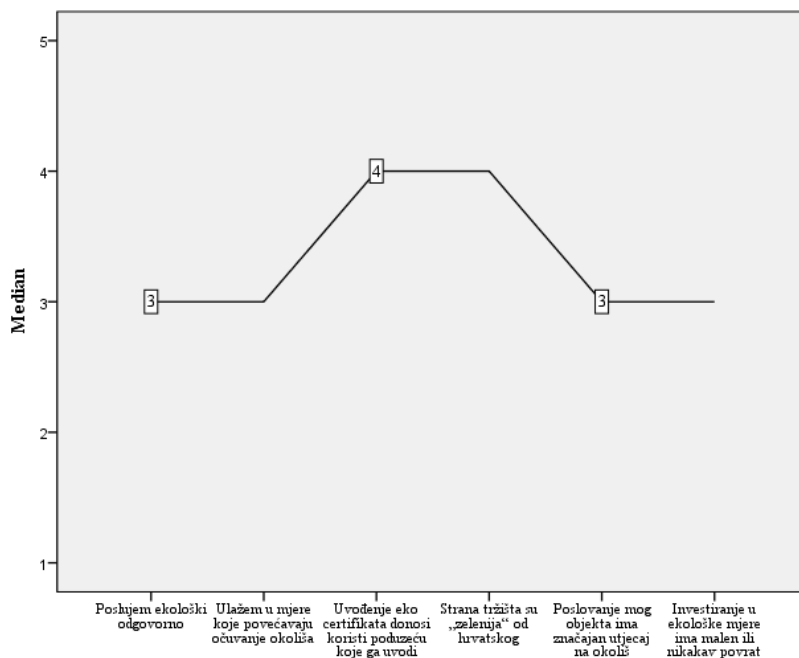 5
4
3
2
1
Median
3
4
3
Poslujem ekološki
odgovorno
Ulažem u mjere
koje povećavaju
očuvanje okoliša
Uvođenje eko
certifikata donosi
koristi poduzeću
koje ga uvodi
Strana tržišta su
„zelenija“ od
hrvatskog
Poslovanje mog
objekta ima
značajan utjecaj
na okoliš
Investiranje u
ekološke mjere
ima malen ili
nikakav povrat